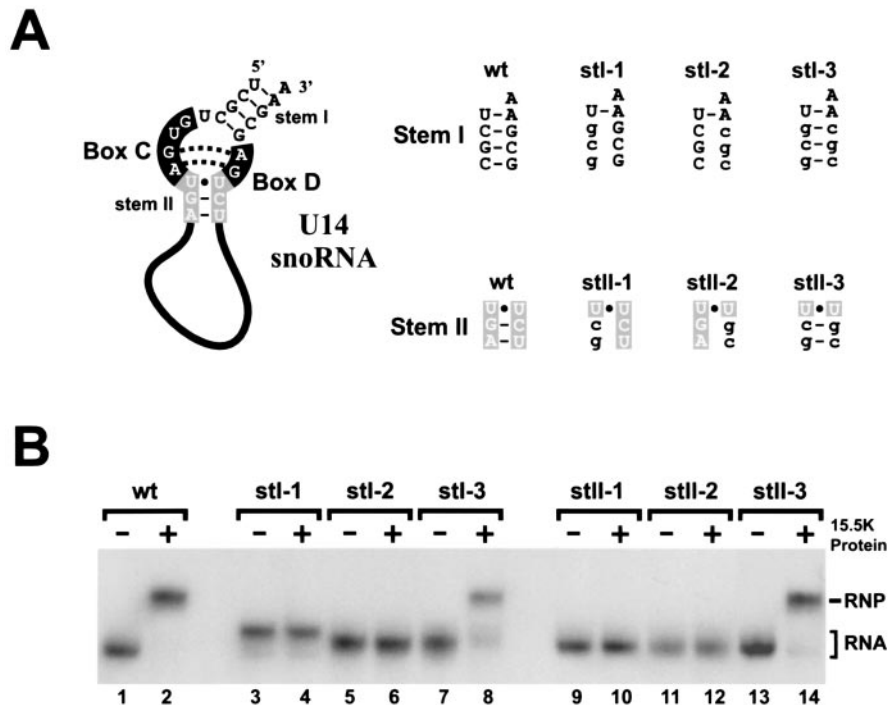 A
5'
3'
U A
C G A
G C A
C G G
U C
G G
stem I
Box C
U
G
A
A
G
Box D
stem II
U • U
G – C
A – U
U14
snoRNA
wt stI-1 stI-2 stI-3
Stem I
A A A A
U – A U – A U – A U – A
C – G g A C A g – c
C G G
wt stII-1 stII-2 stII-3
Stem II
U • U U • U U • U U • U
G – C c C G g c – g
A – U g U A c g – c
B
wt stI-1 stI-2 stI-3 stII-1 stII-2 stII-3
– + – + – + – + – + – + – + 15.5K
Protein
RNP
RNA
1 2 3 4 5 6 7 8 9 10 11 12 13 14